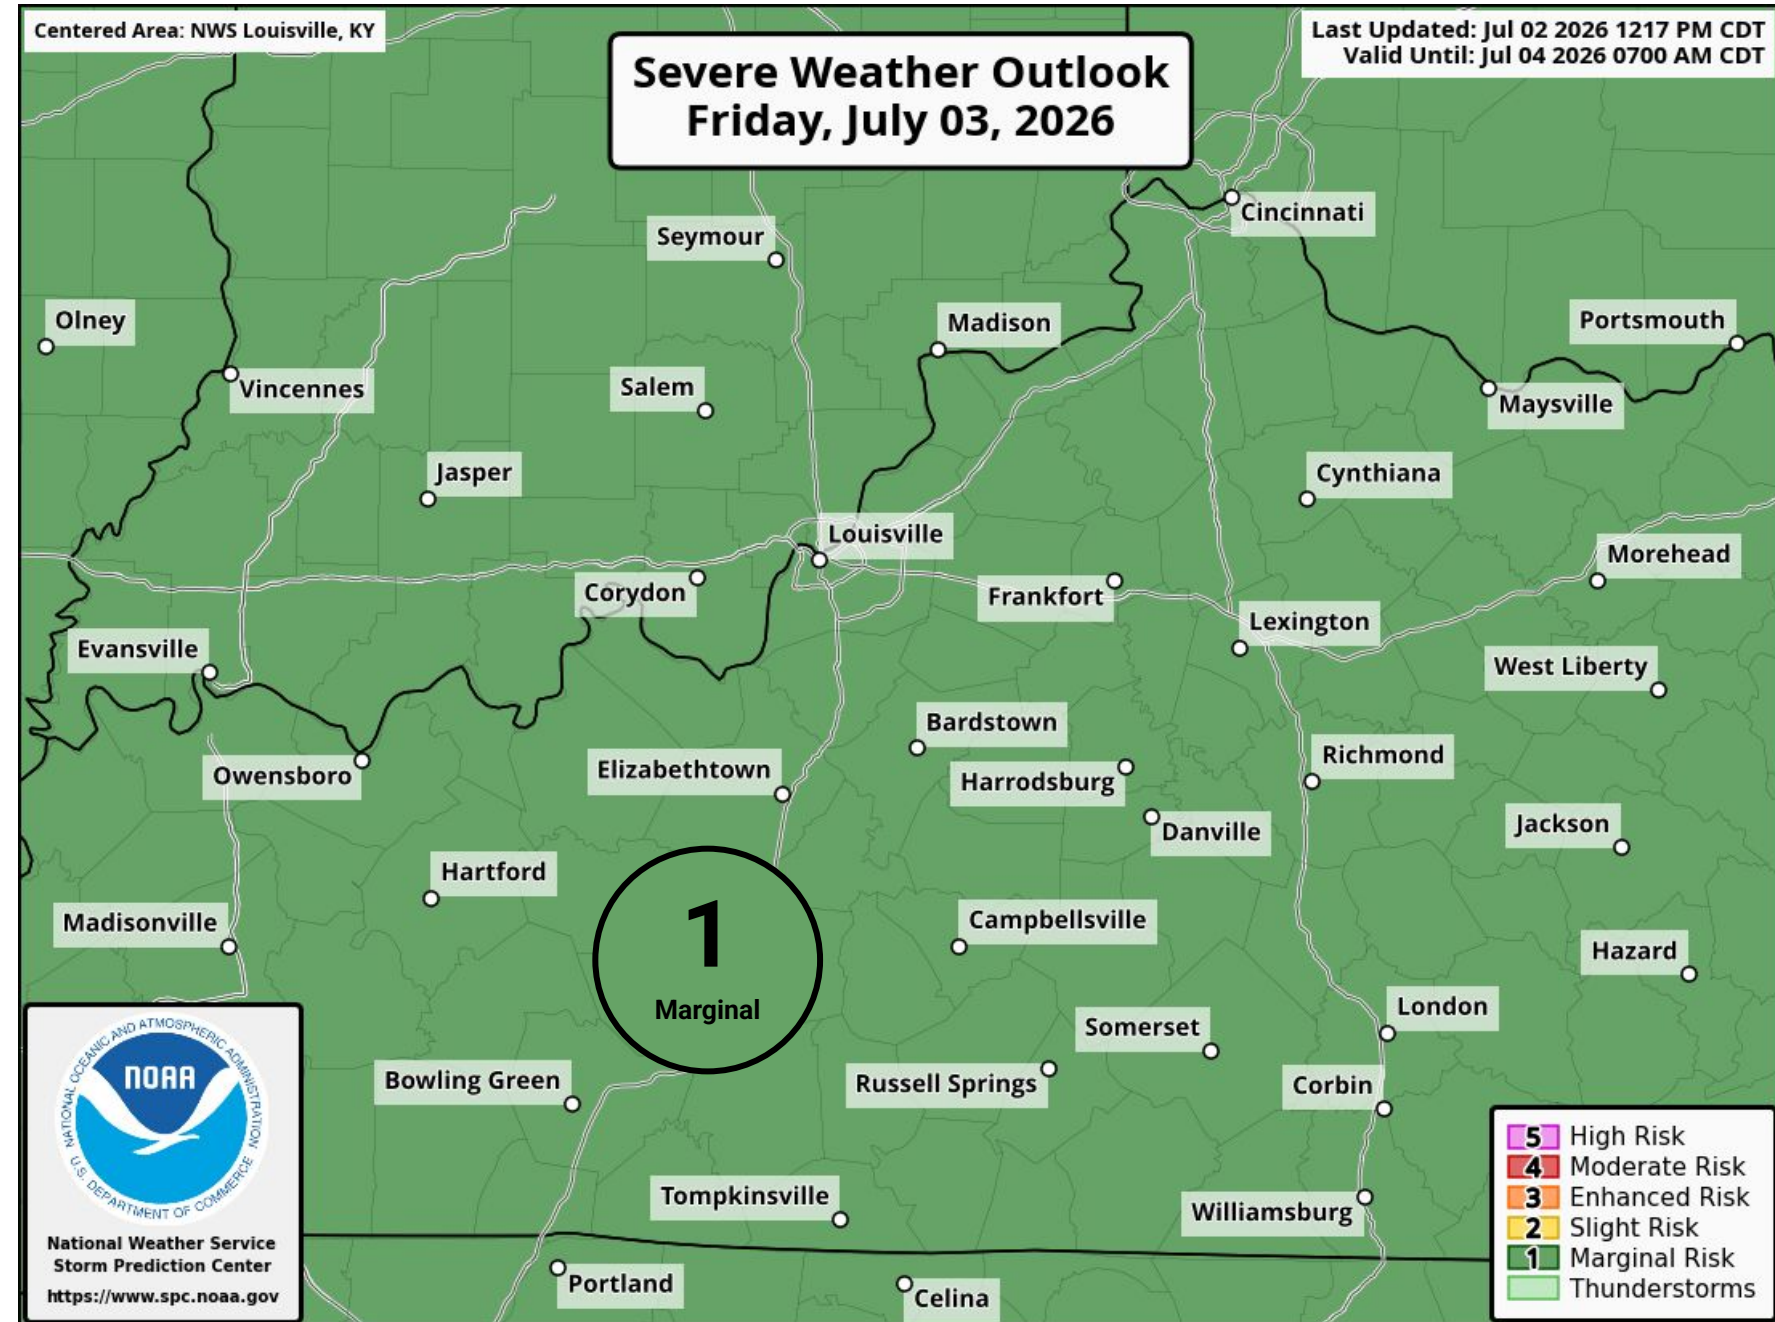 Centered Area: NWS Louisville, KY
Last Updated: Jul 02 2026 1217 PM CDT
Valid Until: Jul 04 2026 0700 AM CDT
Severe Weather Outlook
Friday, July 03, 2026
Cincinnati
Seymour
Olney
Madison
Portsmouth
Vincennes
Salem
Maysville
Jasper
Cynthiana
Louisville
Morehead
Corydon
Frankfort
Lexington
Evansville
West Liberty
Bardstown
Richmond
Owensboro
Elizabethtown
Harrodsburg
Danville
Jackson
Hartford
Madisonville
1
Marginal
Campbellsville
Hazard
London
Somerset
Bowling Green
Russell Springs
Corbin
Tompkinsville
Williamsburg
Portland
Celina
NATIONAL OCEANIC AND ATMOSPHERIC ADMINISTRATION
NOAA
U.S. DEPARTMENT OF COMMERCE
National Weather Service
Storm Prediction Center
https://www.spc.noaa.gov
5 High Risk
4 Moderate Risk
3 Enhanced Risk
2 Slight Risk
1 Marginal Risk
Thunderstorms